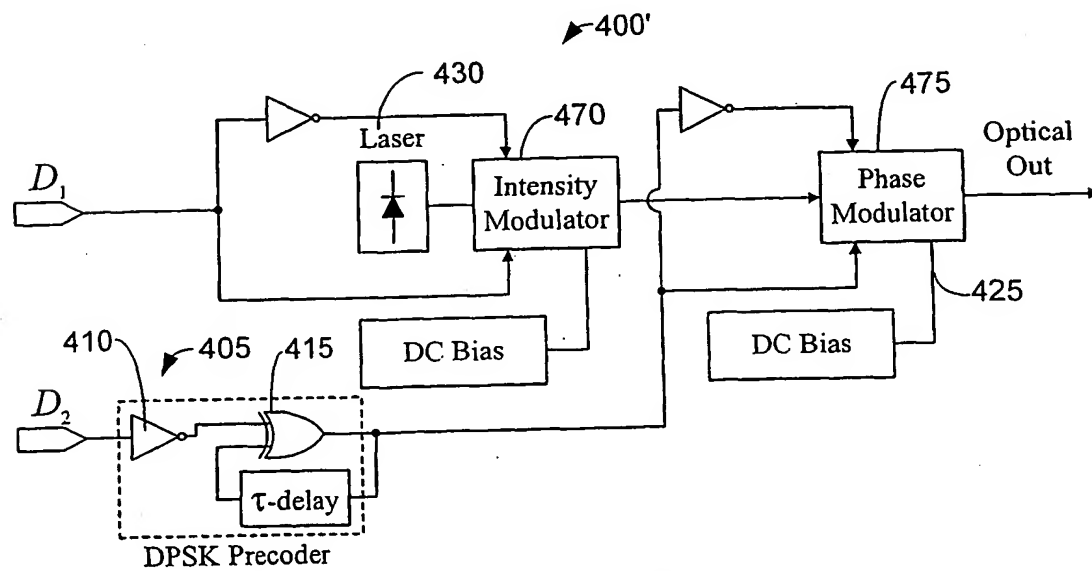 400'
430
475
Laser
470
Optical
Out
D1
Intensity
Modulator
Phase
Modulator
425
410
405
415
DC Bias
DC Bias
D2
τ-delay
DPSK Precoder